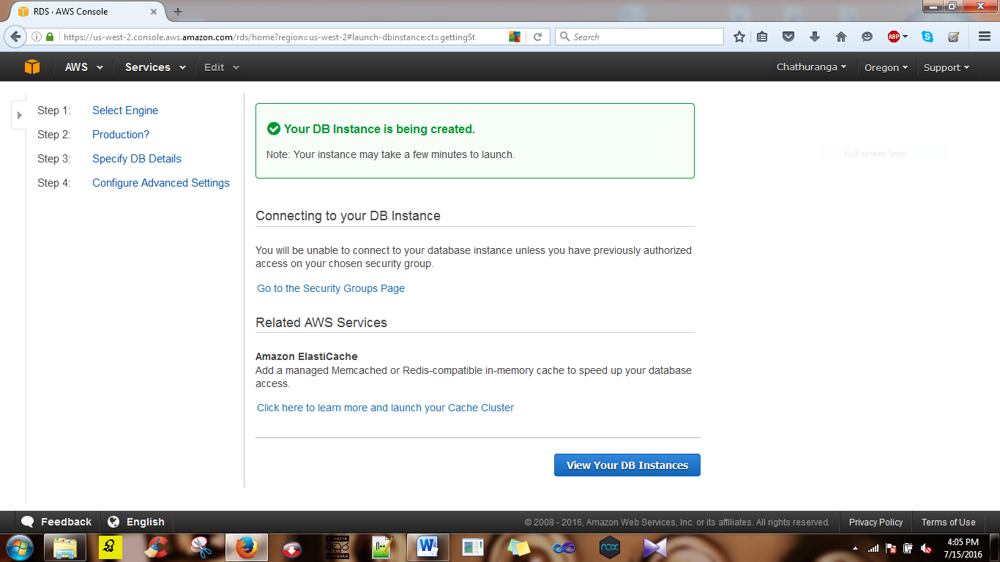 RDS · AWS Console
https://us-west-2.console.aws.amazon.com/rds/home?region=us-west-2#launch-dbinstance:ct=gettingSt
Search
ABP
AWS Services Edit Chathuranga Oregon Support
Step 1: Select Engine
Step 2: Production?
Step 3: Specify DB Details
Step 4: Configure Advanced Settings
Your DB Instance is being created.
Note: Your instance may take a few minutes to launch.
Full-screen Snip
Connecting to your DB Instance
You will be unable to connect to your database instance unless you have previously authorized
access on your chosen security group.
Go to the Security Groups Page
Related AWS Services
Amazon ElastiCache
Add a managed Memcached or Redis-compatible in-memory cache to speed up your database
access.
Click here to learn more and launch your Cache Cluster
View Your DB Instances
Feedback English © 2008 - 2016, Amazon Web Services, Inc. or its affiliates. All rights reserved. Privacy Policy Terms of Use
RAZOR
MADHURA
nox
4:05 PM
7/15/2016